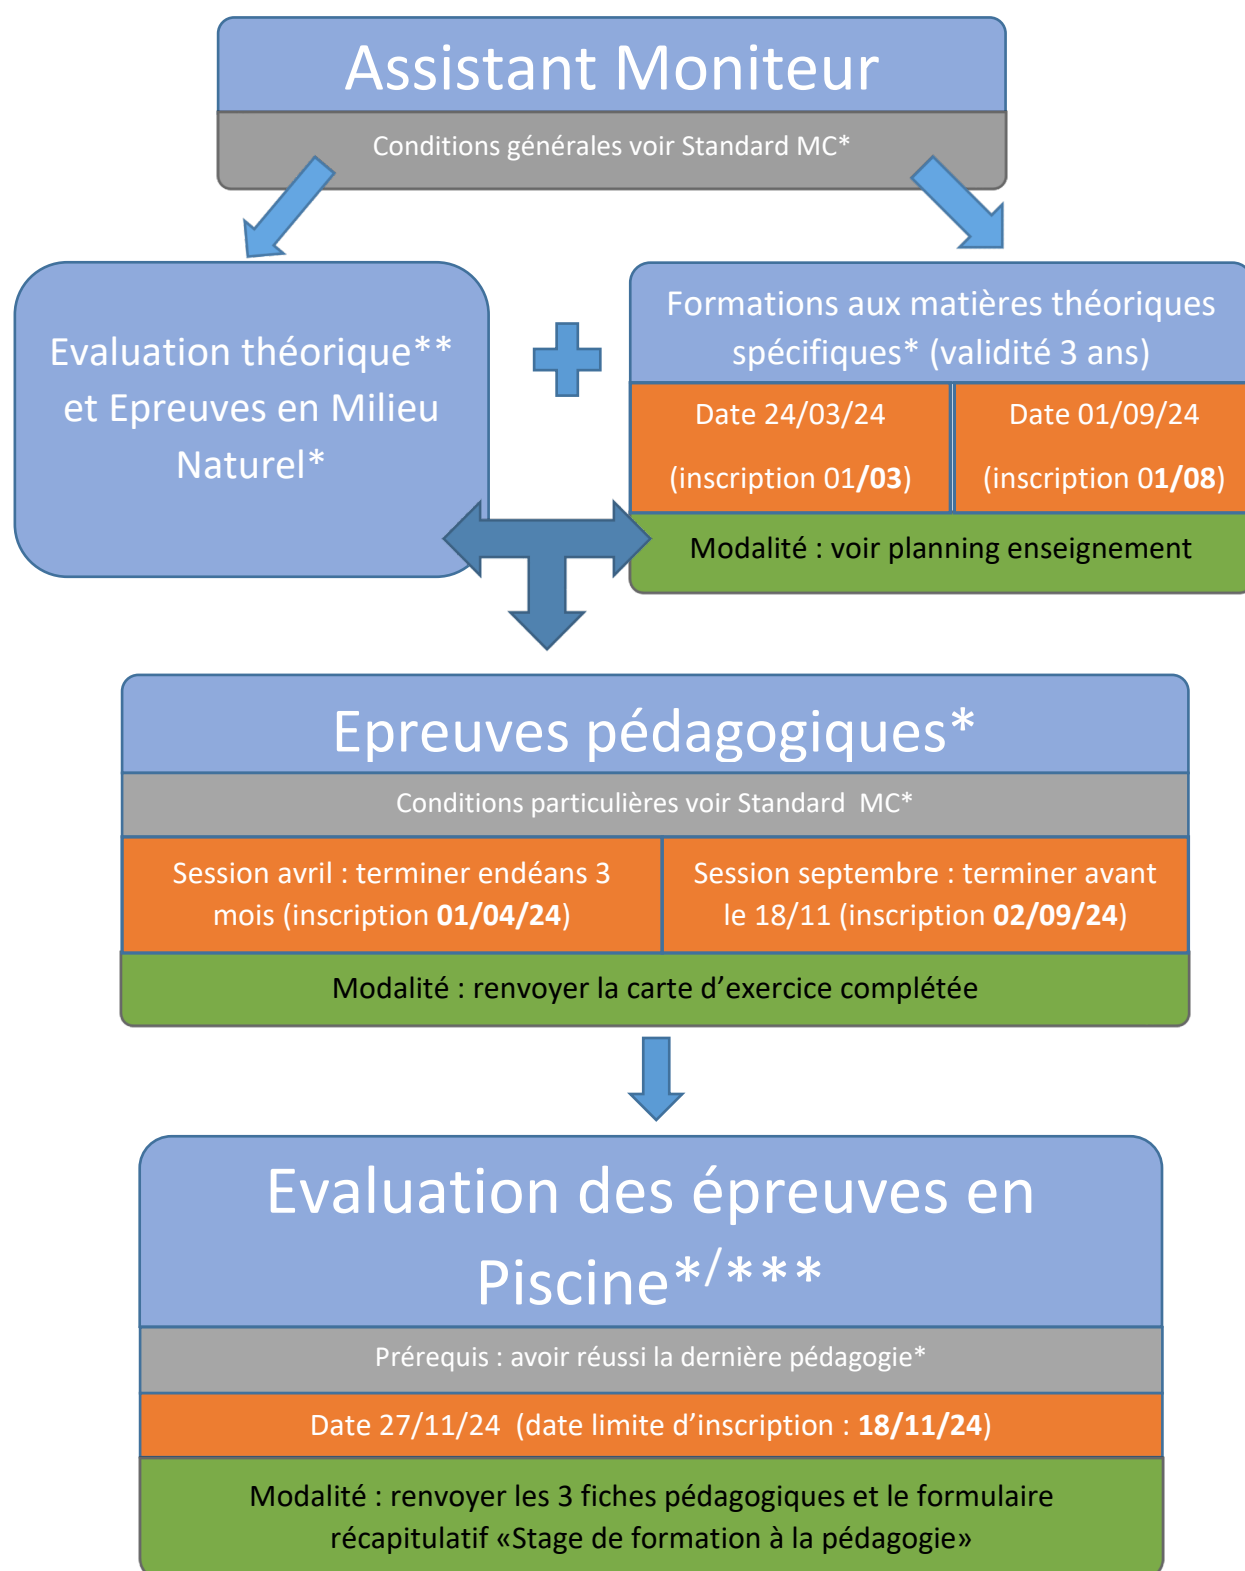 Assistant Moniteur
Conditions générales voir Standard MC*
Evaluation théorique**
et Epreuves en Milieu
Naturel*
Formations aux matières théoriques
spécifiques* (validité 3 ans)
Date 24/03/24
(inscription 01/03)
Date 01/09/24
(inscription 01/08)
Modalité : voir planning enseignement
Epreuves pédagogiques*
Conditions particulières voir Standard  MC*
Session avril : terminer endéans 3
mois (inscription 01/04/24)
Session septembre : terminer avant
le 18/11 (inscription 02/09/24)
Modalité : renvoyer la carte d’exercice complétée
Evaluation des épreuves en
Piscine*/***
Prérequis : avoir réussi la dernière pédagogie*
Date 27/11/24  (date limite d’inscription : 18/11/24)
Modalité : renvoyer les 3 fiches pédagogiques et le formulaire
récapitulatif «Stage de formation à la pédagogie»